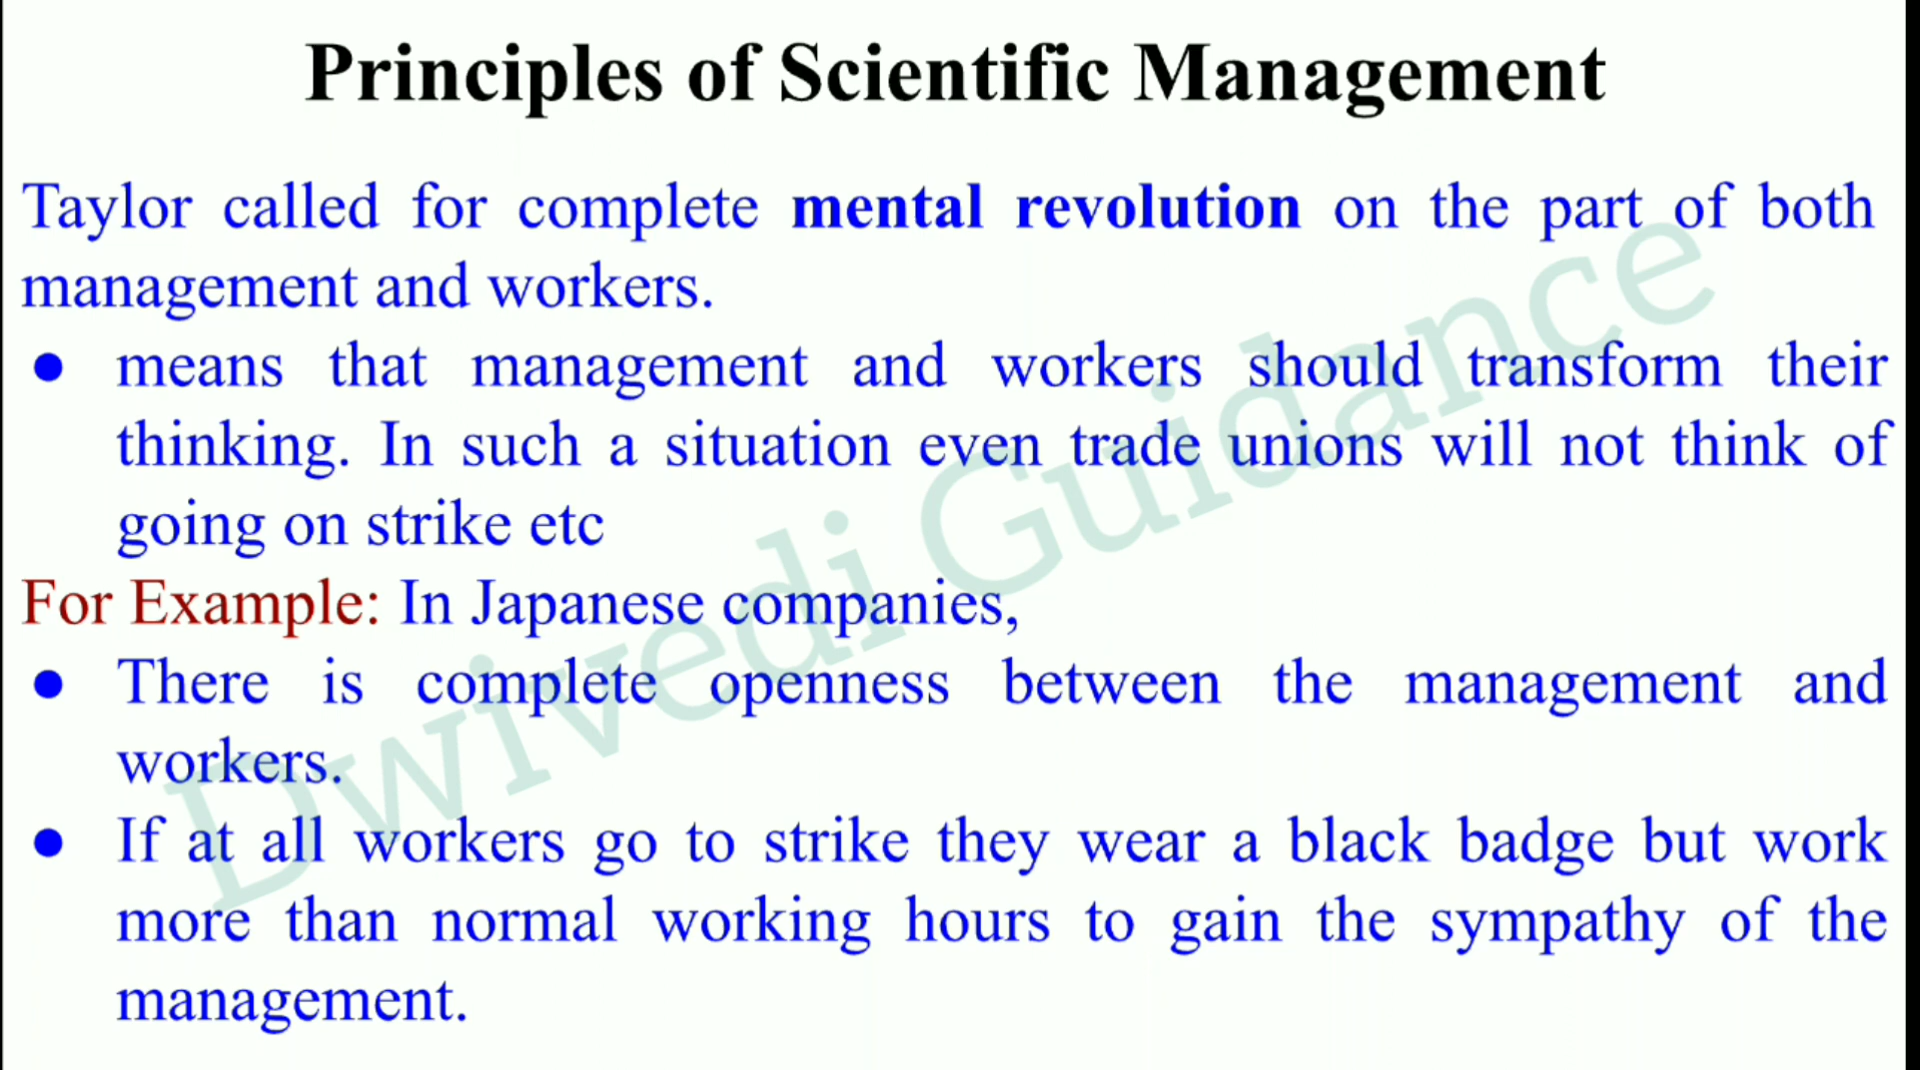 Principles of Scientific Management
Taylor called for complete mental revolution on the part of both
management and workers.
● means that management and workers should transform their
thinking. In such a situation even trade unions will not think of
going on strike etc
For Example: In Japanese companies,
● There is complete openness between the management and
workers.
● If at all workers go to strike they wear a black badge but work
more than normal working hours to gain the sympathy of the
management.
Dwivedi Guidance